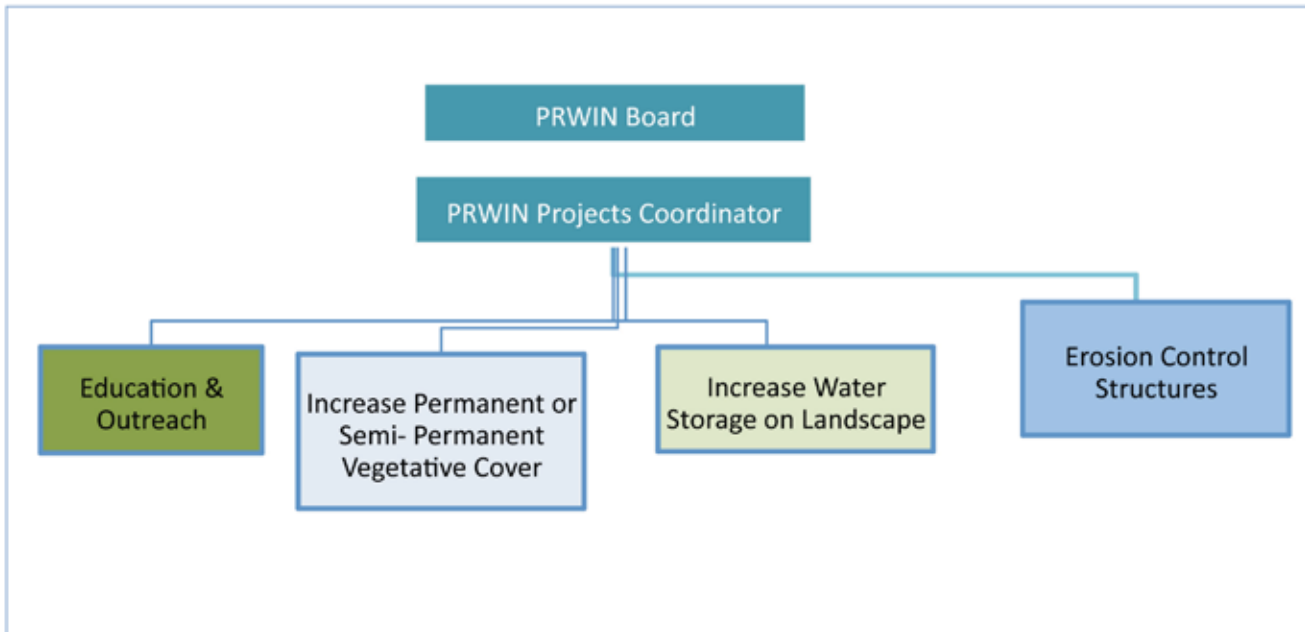 PRWIN Board
PRWIN Projects Coordinator
Education &
Outreach
Increase Permanent or
Semi- Permanent
Vegetative Cover
Increase Water
Storage on Landscape
Erosion Control
Structures